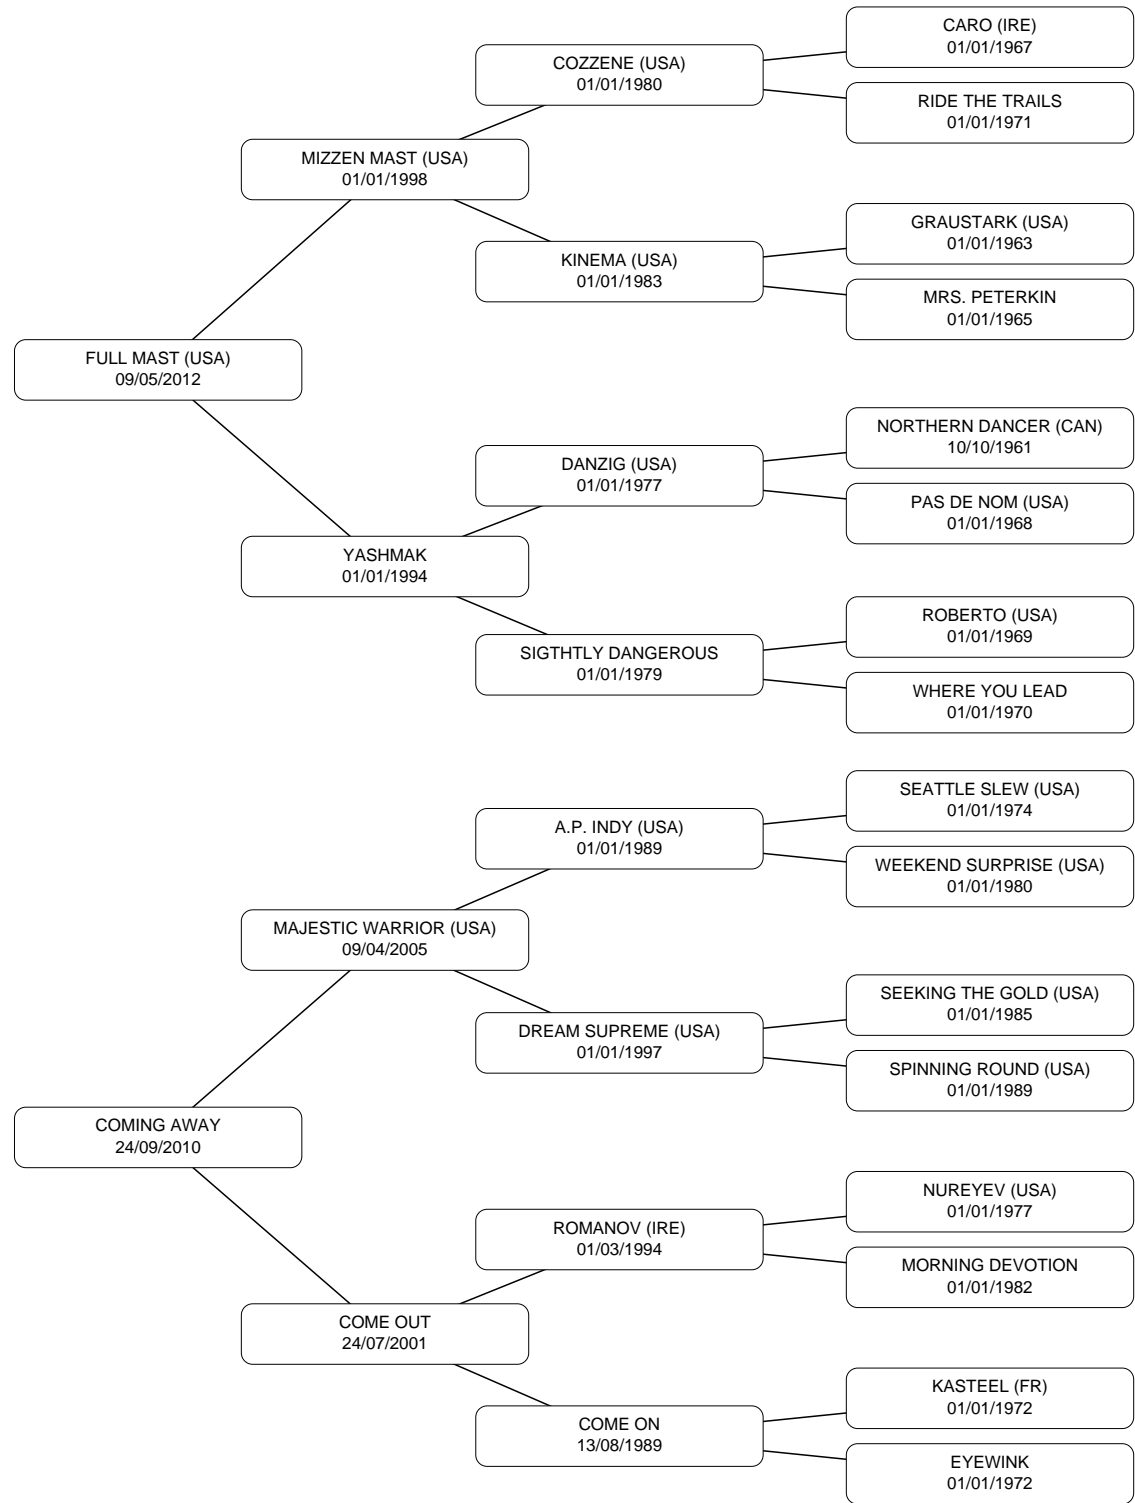 CARO (IRE)
01/01/1967
COZZENE (USA)
01/01/1980
RIDE THE TRAILS
01/01/1971
MIZZEN MAST (USA)
01/01/1998
GRAUSTARK (USA)
01/01/1963
KINEMA (USA)
01/01/1983
MRS. PETERKIN
01/01/1965
FULL MAST (USA)
09/05/2012
NORTHERN DANCER (CAN)
10/10/1961
DANZIG (USA)
01/01/1977
PAS DE NOM (USA)
01/01/1968
YASHMAK
01/01/1994
ROBERTO (USA)
01/01/1969
SIGTHTLY DANGEROUS
01/01/1979
WHERE YOU LEAD
01/01/1970
SEATTLE SLEW (USA)
01/01/1974
A.P. INDY (USA)
01/01/1989
WEEKEND SURPRISE (USA)
01/01/1980
MAJESTIC WARRIOR (USA)
09/04/2005
SEEKING THE GOLD (USA)
01/01/1985
DREAM SUPREME (USA)
01/01/1997
SPINNING ROUND (USA)
01/01/1989
COMING AWAY
24/09/2010
NUREYEV (USA)
01/01/1977
ROMANOV (IRE)
01/03/1994
MORNING DEVOTION
01/01/1982
COME OUT
24/07/2001
KASTEEL (FR)
01/01/1972
COME ON
13/08/1989
EYEWINK
01/01/1972